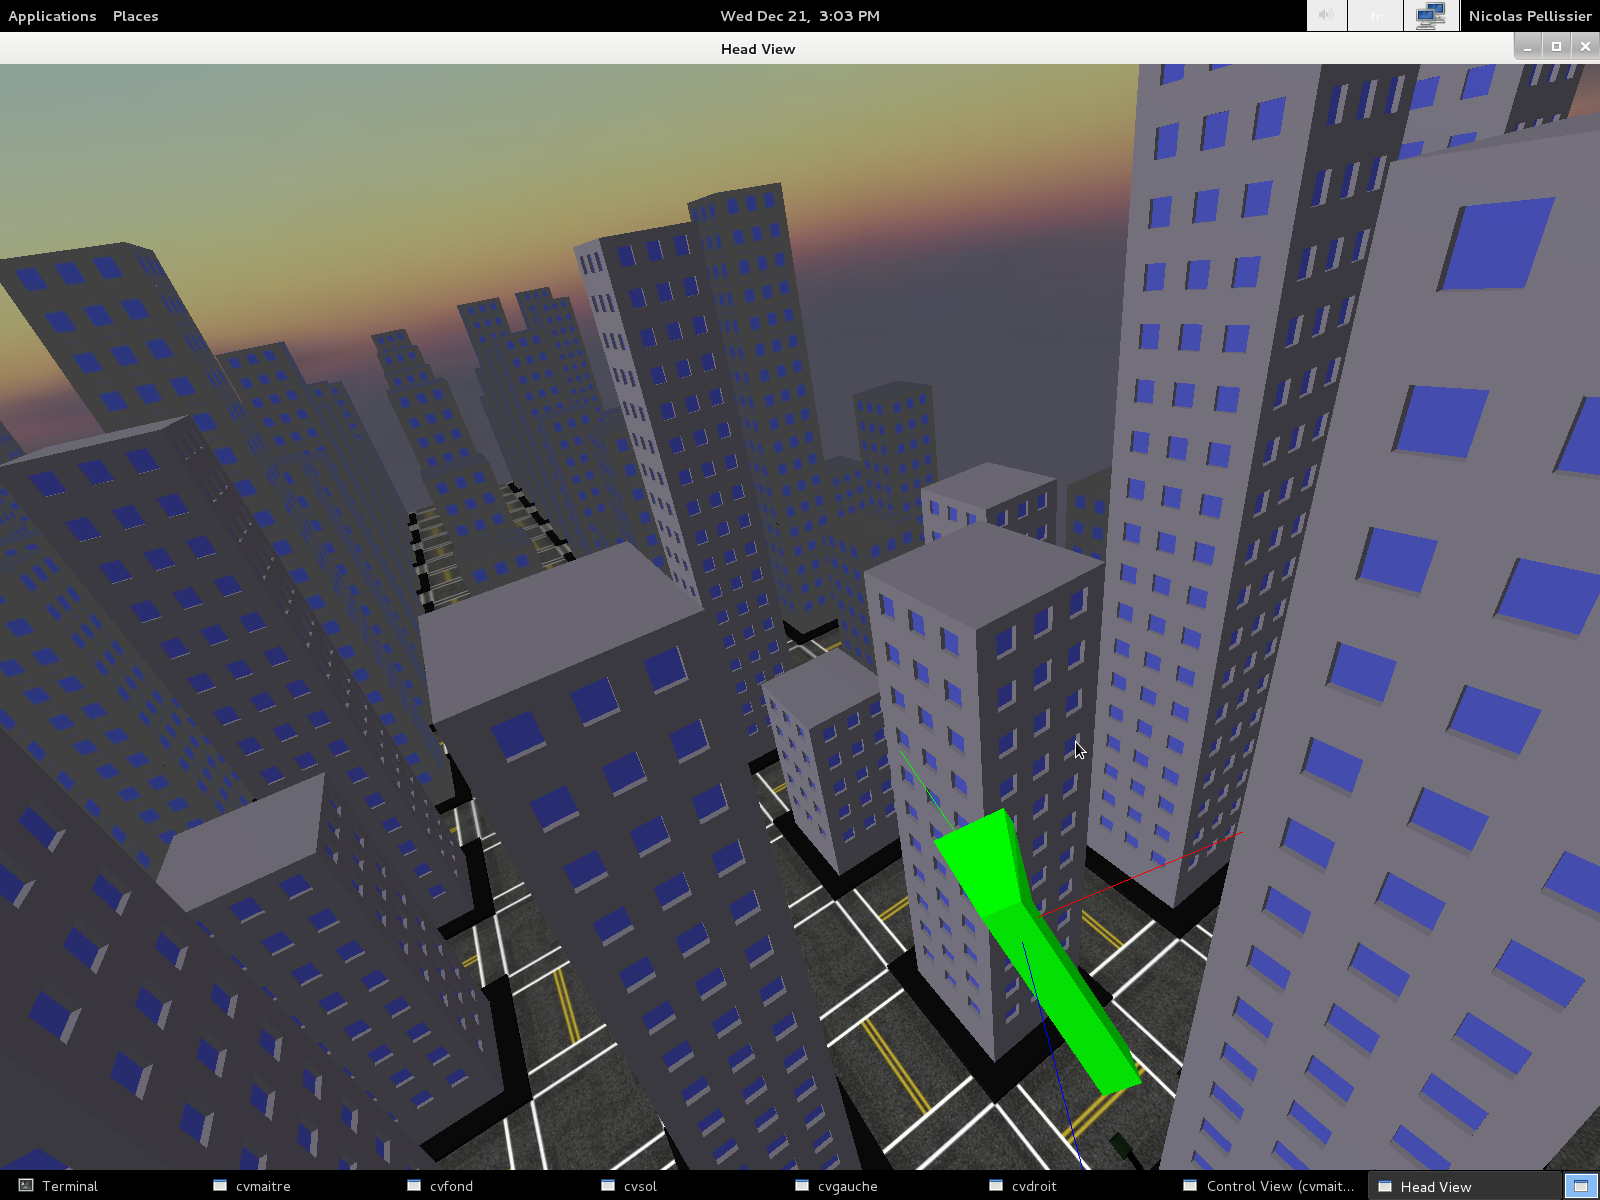 Applications Places Wed Dec 21, 3:03 PM fr Nicolas Pellissier
Head View
Terminal cvmaitre cvfond cvsol cvgauche cvdroit Control View (cvmait... Head View